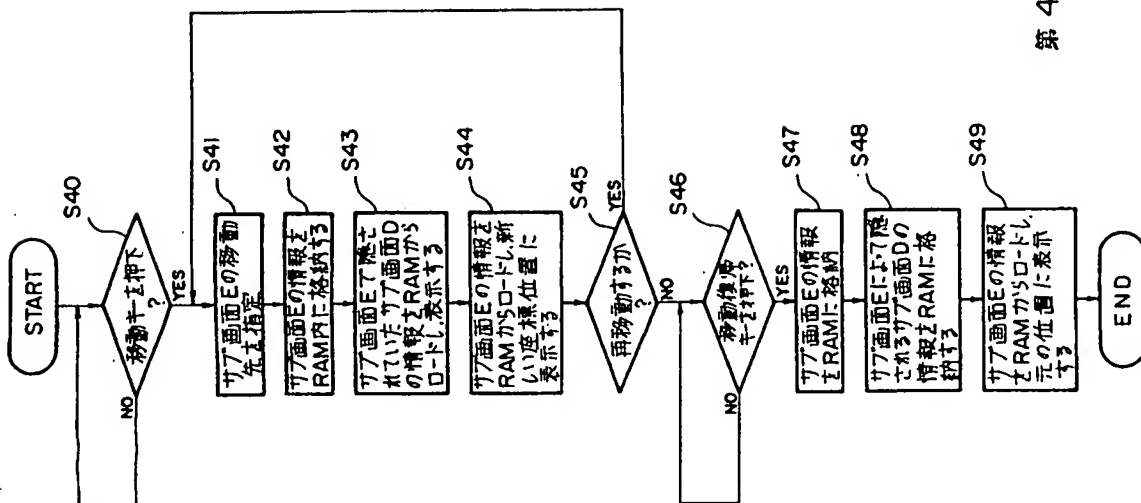 START
S40
移動キーを押下
?
NO
YES
S41
サブ画面Eの移動
先を指定
S42
サブ画面Eの情報を
RAM内に格納する
S43
サブ画面Eで隠さ
れていたサブ画面D
の情報をRAMから
ロードし、表示する
S44
サブ画面Eの情報を
RAMからロードし、新
しい座標位置に
表示する
S45
再移動するか
?
YES
NO
S46
移動復帰
キーを押下?
NO
YES
S47
サブ画面Eの情報
をRAMに格納
S48
サブ画面Eによって隠
されるサブ画面Dの
情報をRAMに格
納する
S49
サブ画面Eの情報
をRAMからロードし、
元の位置に表示
する
END
第4